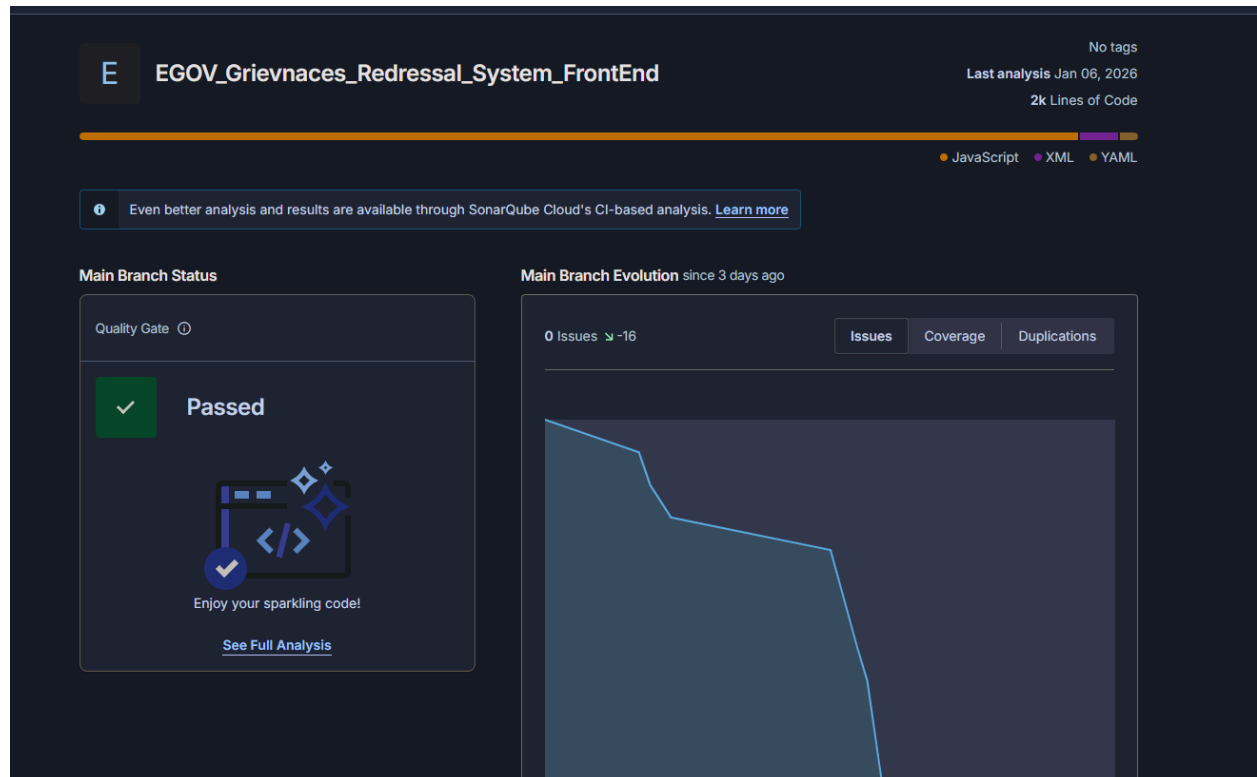 No tags
E
EGOV_Grievnaces_Redressal_System_FrontEnd
Last analysis Jan 06, 2026
2k Lines of Code
JavaScript XML YAML
Even better analysis and results are available through SonarQube Cloud's CI-based analysis. Learn more
Main Branch Status
Main Branch Evolution since 3 days ago
Quality Gate
0 Issues -16
Issues Coverage Duplications
Passed
</>
Enjoy your sparkling code!
See Full Analysis